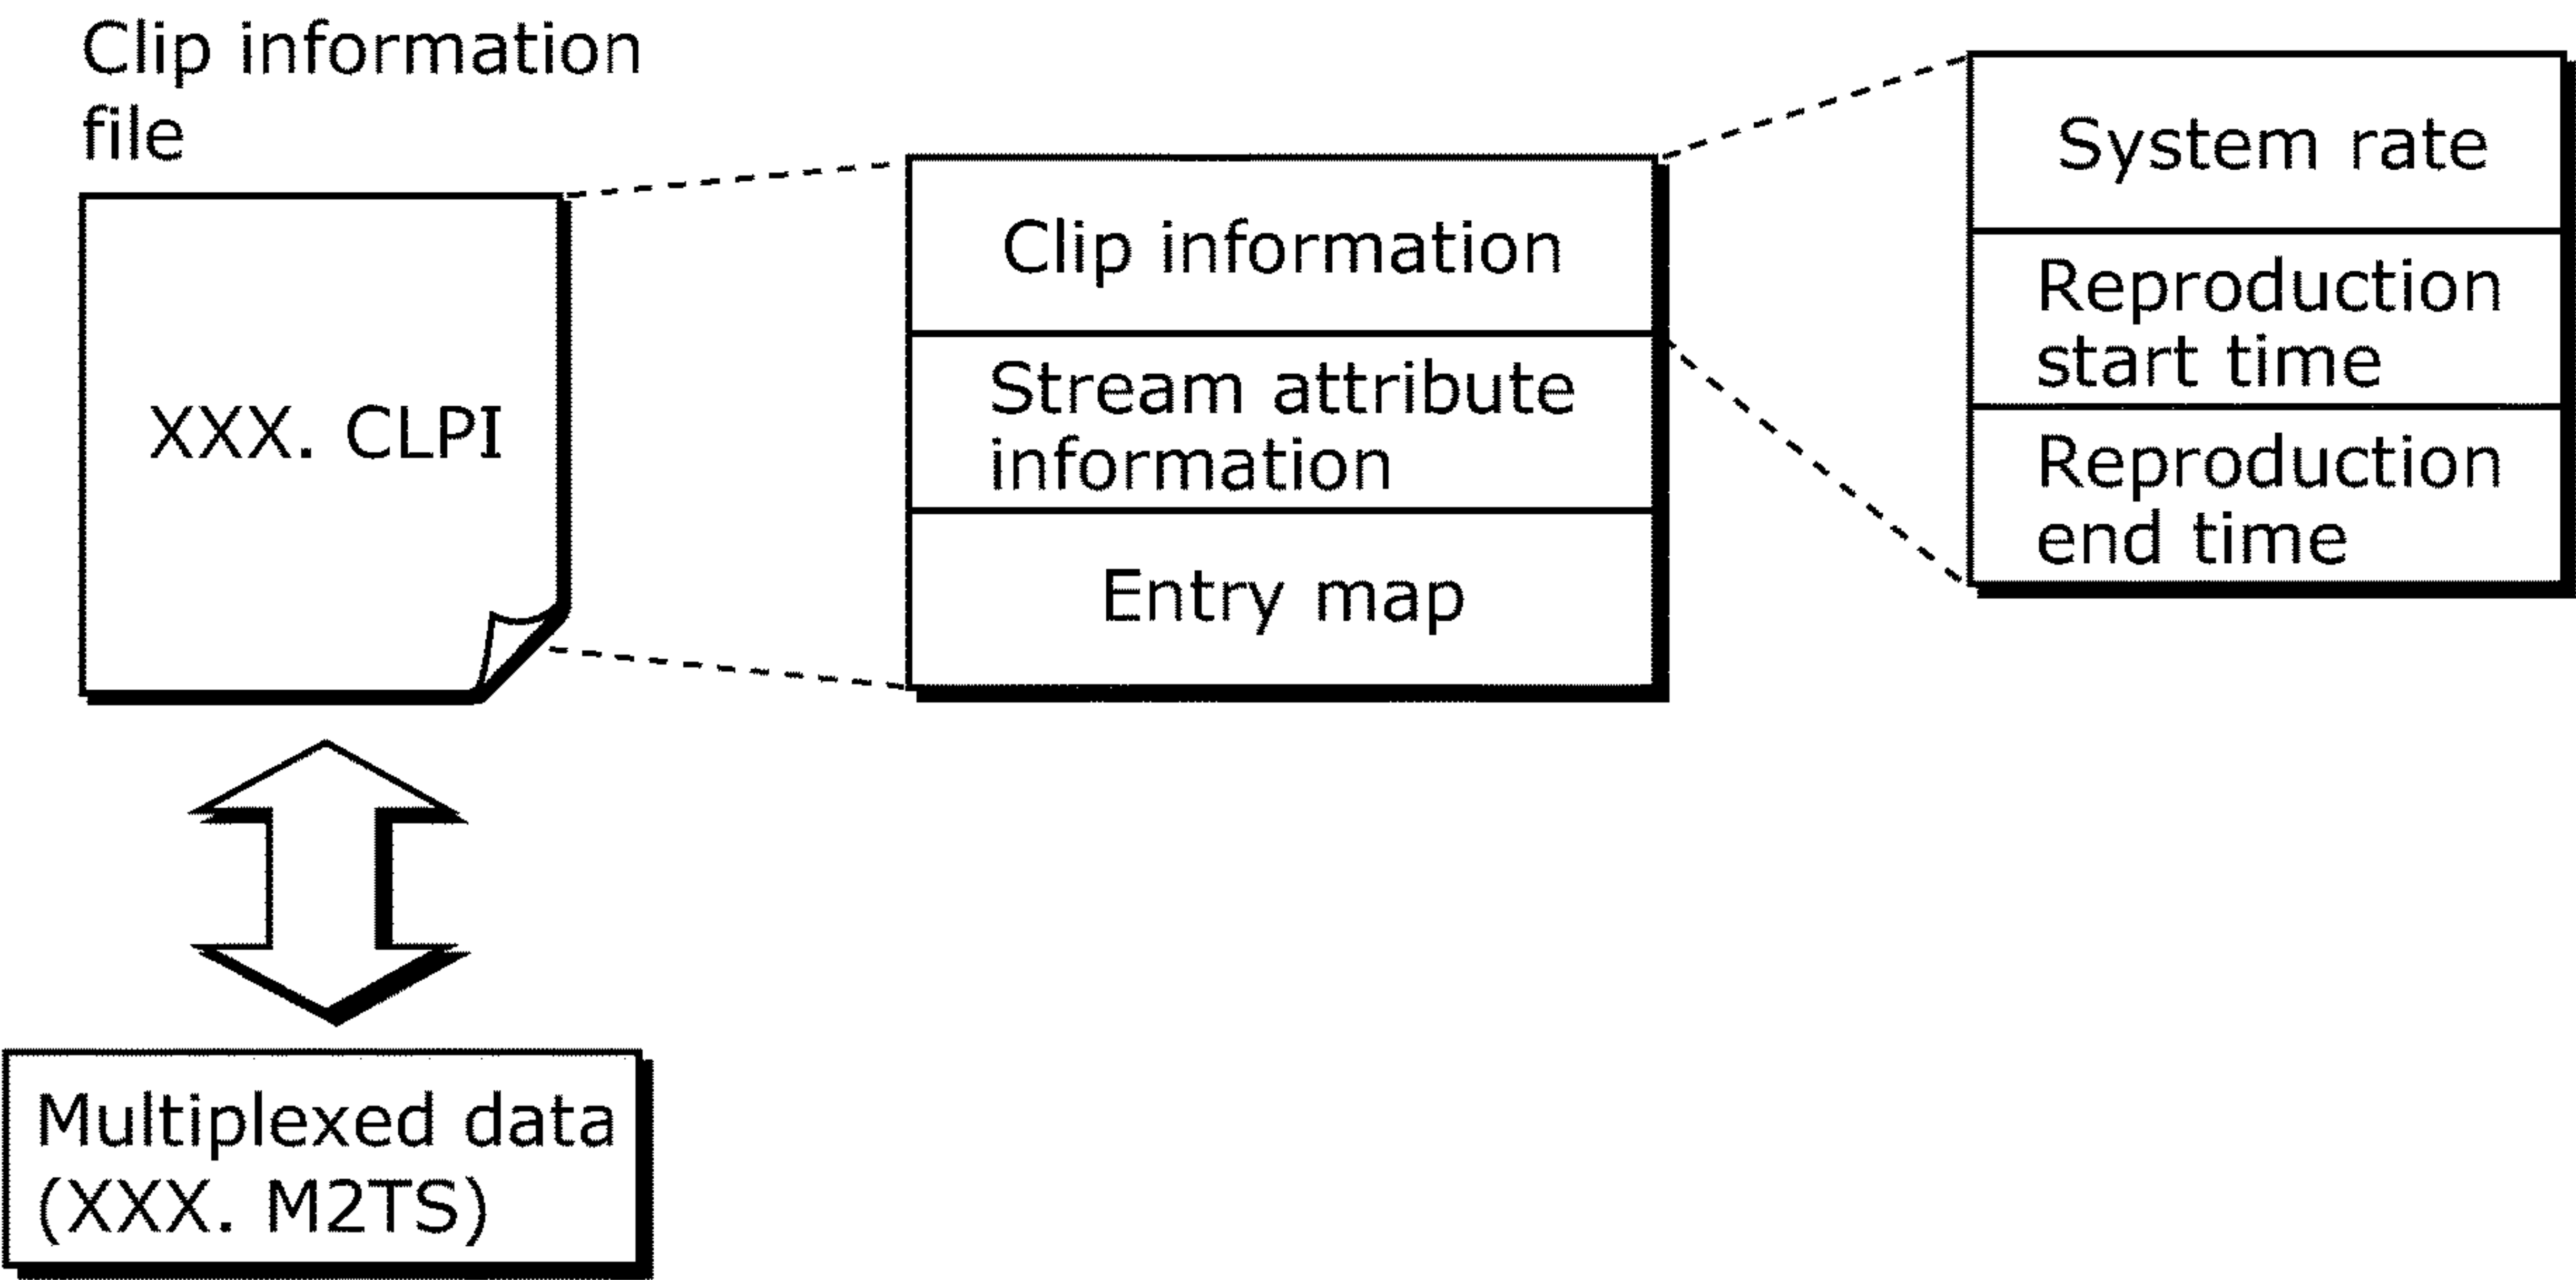 Clip information
file
XXX. CLPI
Multiplexed data
(XXX. M2TS)
Clip information
Stream attribute
information
Entry map
System rate
Reproduction
start time
Reproduction
end time